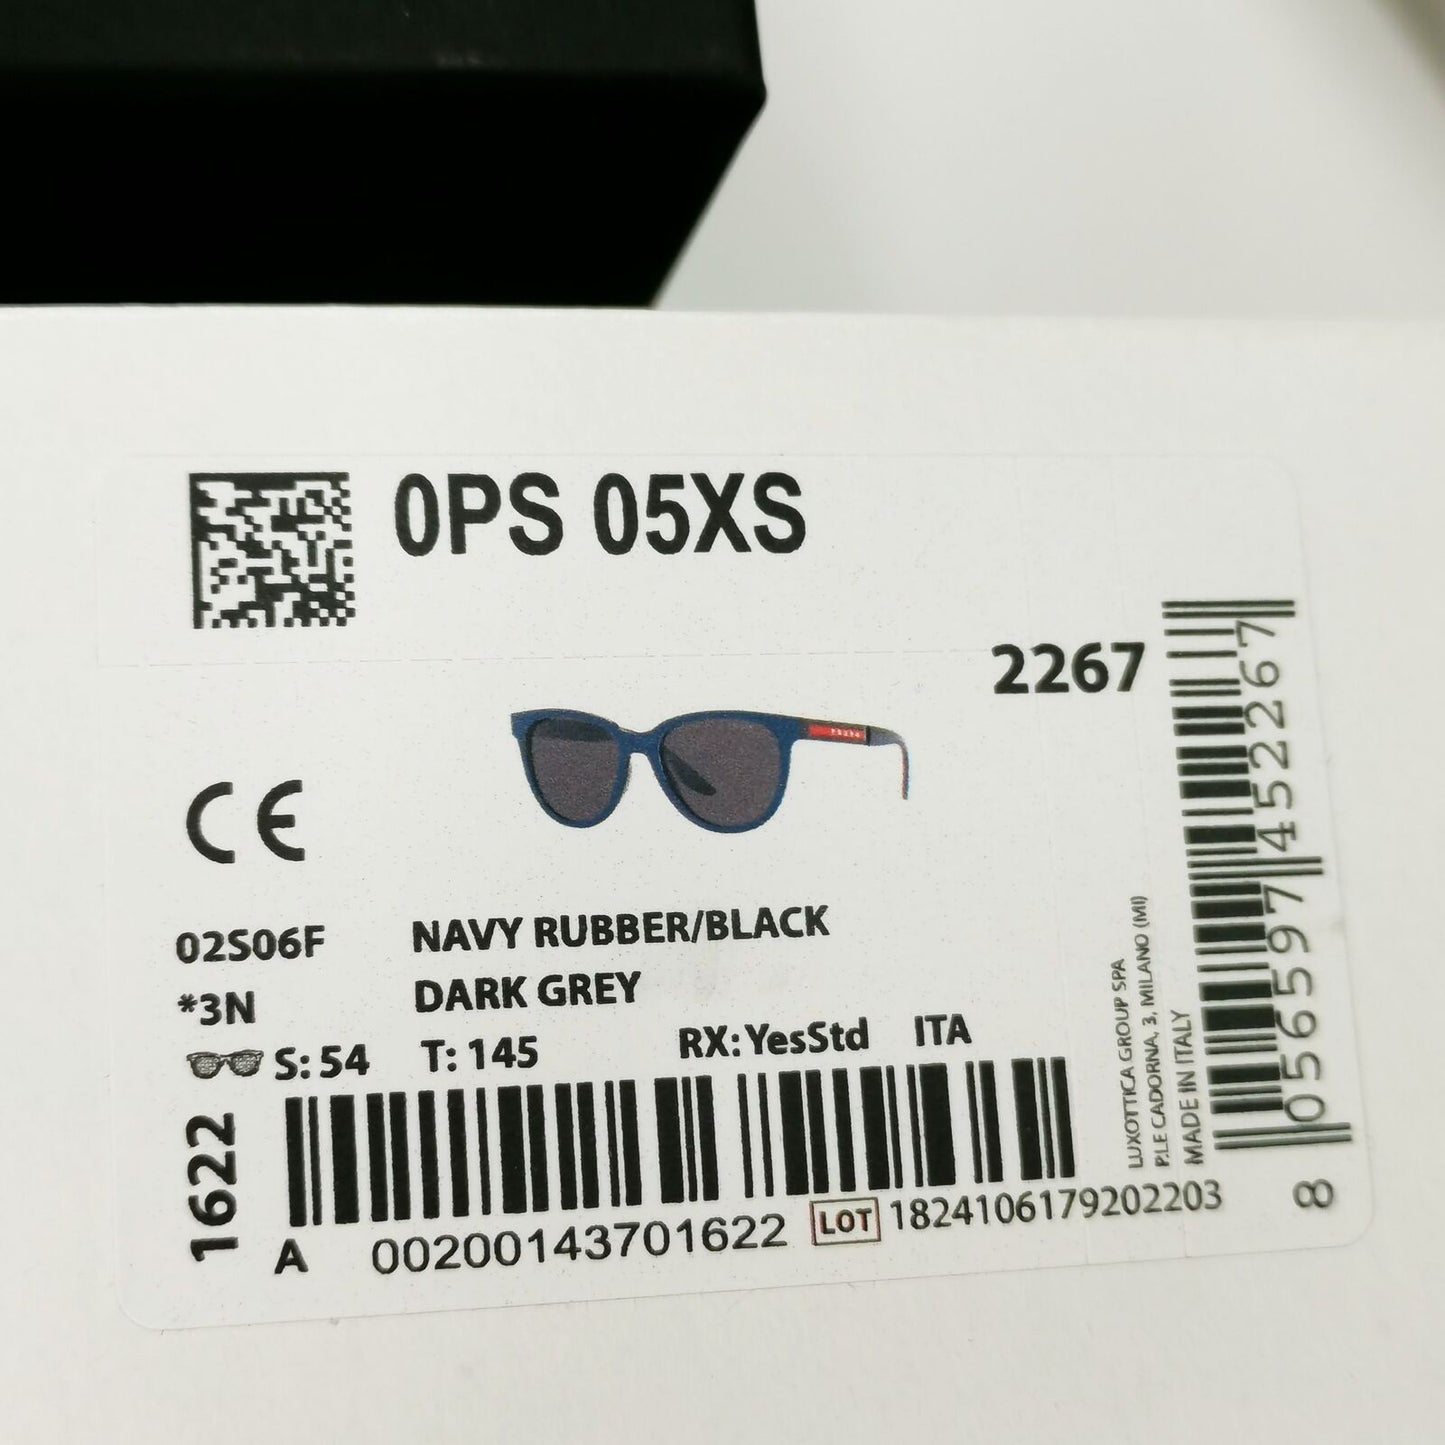 0PS 05XS
2267
PRADA
CE
02S06F NAVY RUBBER/BLACK
*3N DARK GREY
S: 54 T: 145 RX: YesStd ITA
1622
A 00200143701622 LOT 1824106179202203
LUXOTTICA GROUP SPA
P.LE CADORNA, 3, MILANO (MI)
MADE IN ITALY
8 056597 452267